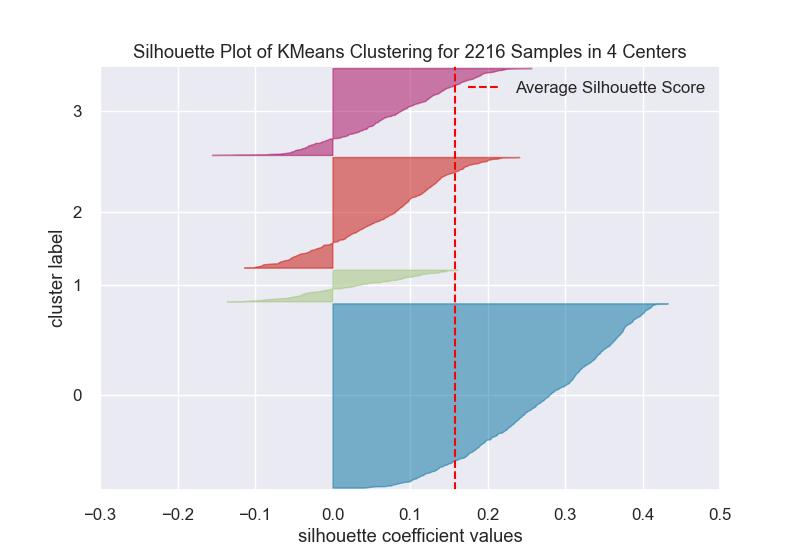 Silhouette Plot of KMeans Clustering for 2216 Samples in 4 Centers
Average Silhouette Score
3
2
1
0
cluster label
−0.3 −0.2 −0.1 0.0 0.1 0.2 0.3 0.4 0.5
silhouette coefficient values